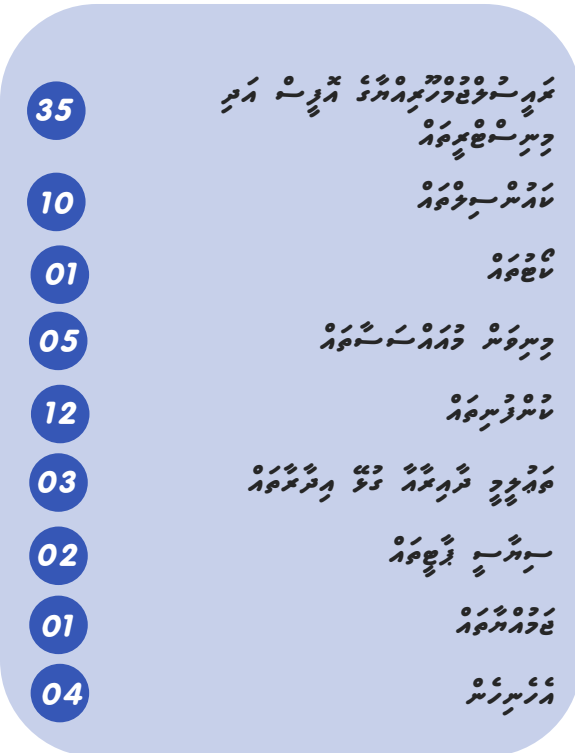 ރައީސުލްޖުމްހޫރިއްޔާގެ އޮފީސް އަދި
މިނިސްޓްރީތައް
35
ކައުންސިލްތައް
10
ކޯޓުތައް
01
މިނިވަން މުއައްސަސާތައް
05
ކުންފުނިތައް
12
ތަޢުލީމީ ދާއިރާއާ ގުޅޭ އިދާރާތައް
03
ސިޔާސީ ޕާޓީތައް
02
ޖަމުއްޔާތައް
01
އެހެނިހެން
04